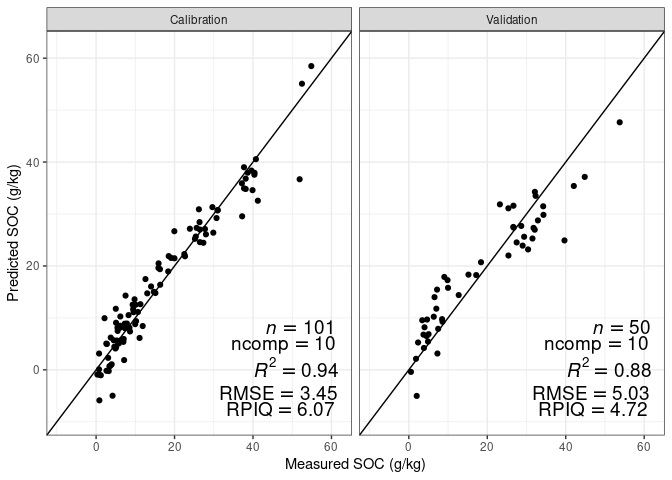 Calibration
Validation
Predicted SOC (g/kg)
60
40
20
0
n = 101
ncomp = 10
R² = 0.94
RMSE = 3.45
RPIQ = 6.07
n = 50
ncomp = 10
R² = 0.88
RMSE = 5.03
RPIQ = 4.72
0 20 40 60
0 20 40 60
Measured SOC (g/kg)